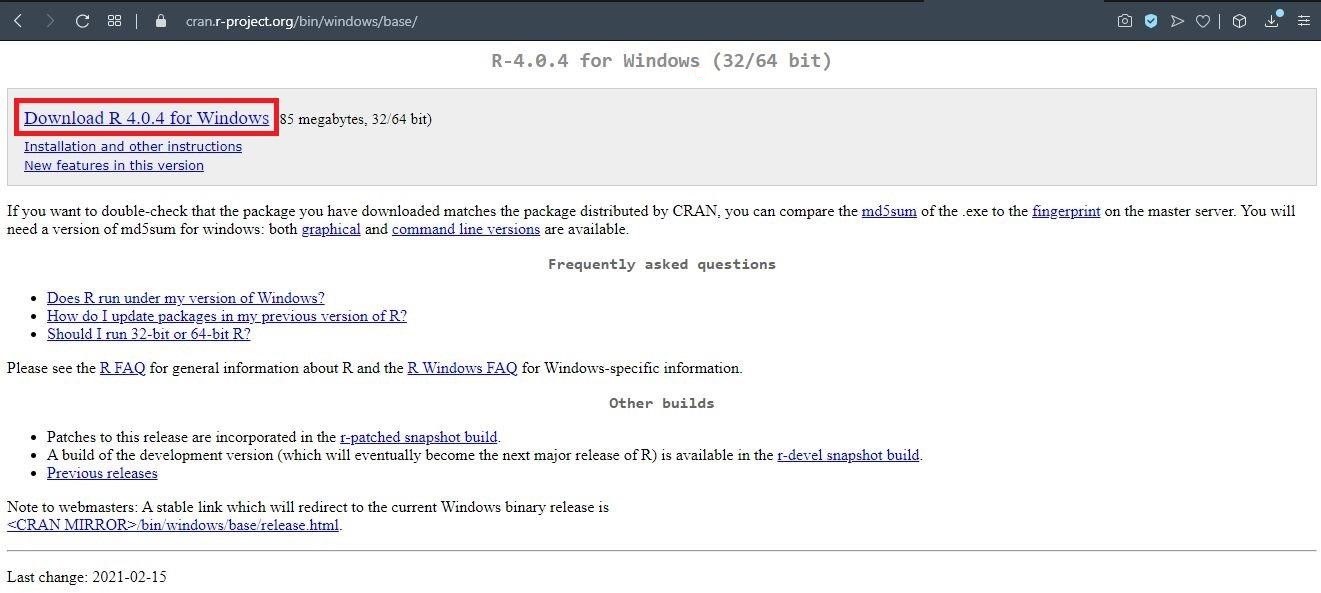 cran.r-project.org/bin/windows/base/
R-4.0.4 for Windows (32/64 bit)
Download R 4.0.4 for Windows 85 megabytes, 32/64 bit)
Installation and other instructions
New features in this version
If you want to double-check that the package you have downloaded matches the package distributed by CRAN, you can compare the md5sum of the .exe to the fingerprint on the master server. You will
need a version of md5sum for windows: both graphical and command line versions are available.
Frequently asked questions
• Does R run under my version of Windows?
• How do I update packages in my previous version of R?
• Should I run 32-bit or 64-bit R?
Please see the R FAQ for general information about R and the R Windows FAQ for Windows-specific information.
Other builds
• Patches to this release are incorporated in the r-patched snapshot build.
• A build of the development version (which will eventually become the next major release of R) is available in the r-devel snapshot build.
• Previous releases
Note to webmasters: A stable link which will redirect to the current Windows binary release is
<CRAN MIRROR>/bin/windows/base/release.html.
Last change: 2021-02-15